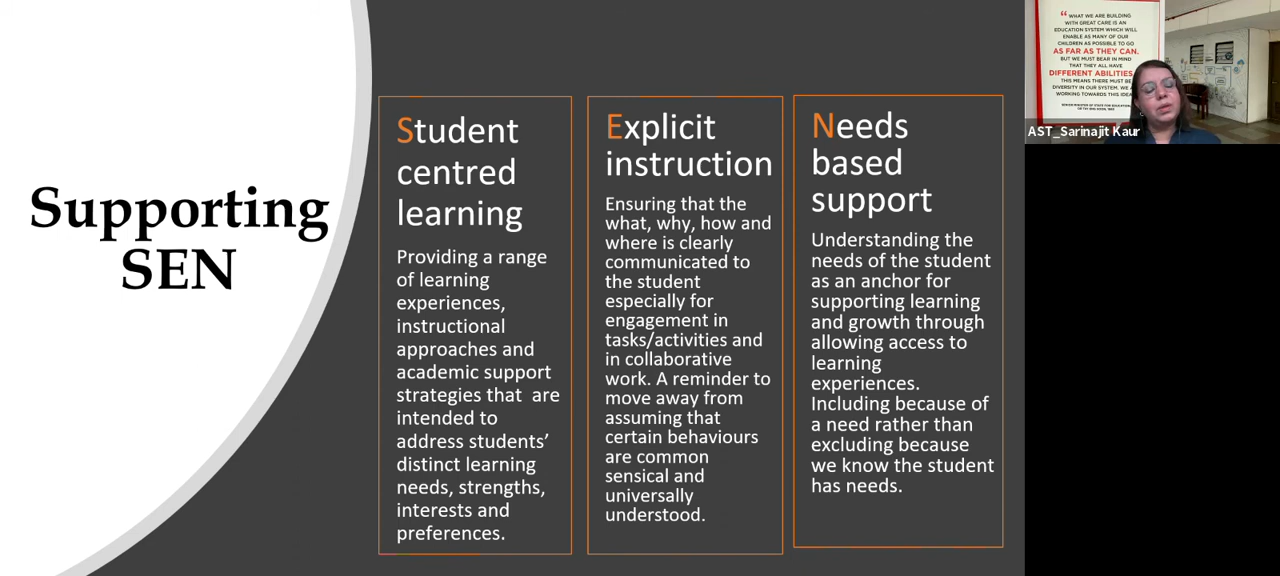 Supporting
SEN
Student
centred
learning
Providing a range
of learning
experiences,
instructional
approaches and
academic support
strategies that  are
intended to
address students’
distinct learning
needs, strengths,
interests and
preferences.
Explicit
instruction
Ensuring that the
what, why, how and
where is clearly
communicated to
the student
especially for
engagement in
tasks/activities and
in collaborative
work. A reminder to
move away from
assuming that
certain behaviours
are common
sensical and
universally
understood.
Needs
based
support
Understanding the
needs of the student
as an anchor for
supporting learning
and growth through
allowing access to
learning
experiences.
Including because of
a need rather than
excluding because
we know the student
has needs.
“ WHAT WE ARE BUILDING
WITH GREAT CARE IS AN
EDUCATION SYSTEM WHICH WILL
ENABLE AS MANY OF OUR
CHILDREN AS POSSIBLE TO GO
AS FAR AS THEY CAN.
BUT WE MUST BEAR IN MIND
THAT THEY ALL HAVE
DIFFERENT ABILITIES
THIS MEANS THERE MUST BE
DIVERSITY IN OUR SYSTEM. WE
WORKING TOWARDS THIS
AST_Sarinajit Kaur